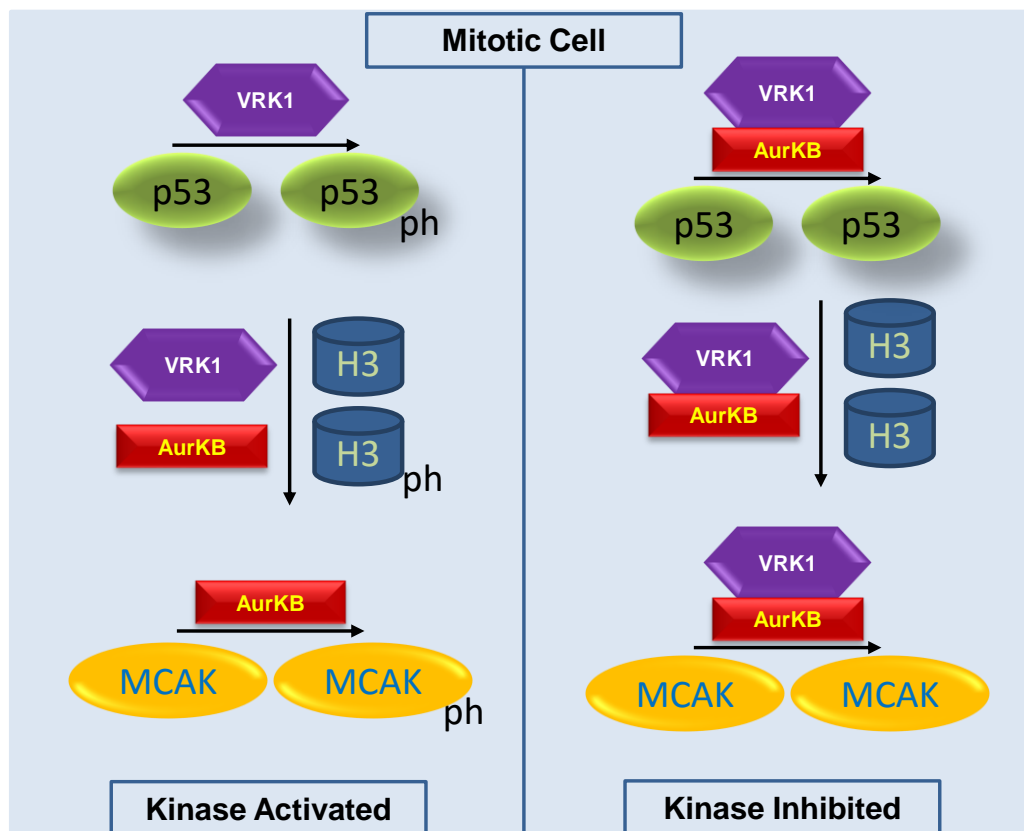 Mitotic Cell
VRK1
p53
p53
ph
VRK1
AurKB
H3
H3
ph
AurKB
MCAK
MCAK
ph
Kinase Activated
VRK1
AurKB
p53
p53
VRK1
AurKB
H3
H3
VRK1
AurKB
MCAK
MCAK
Kinase Inhibited